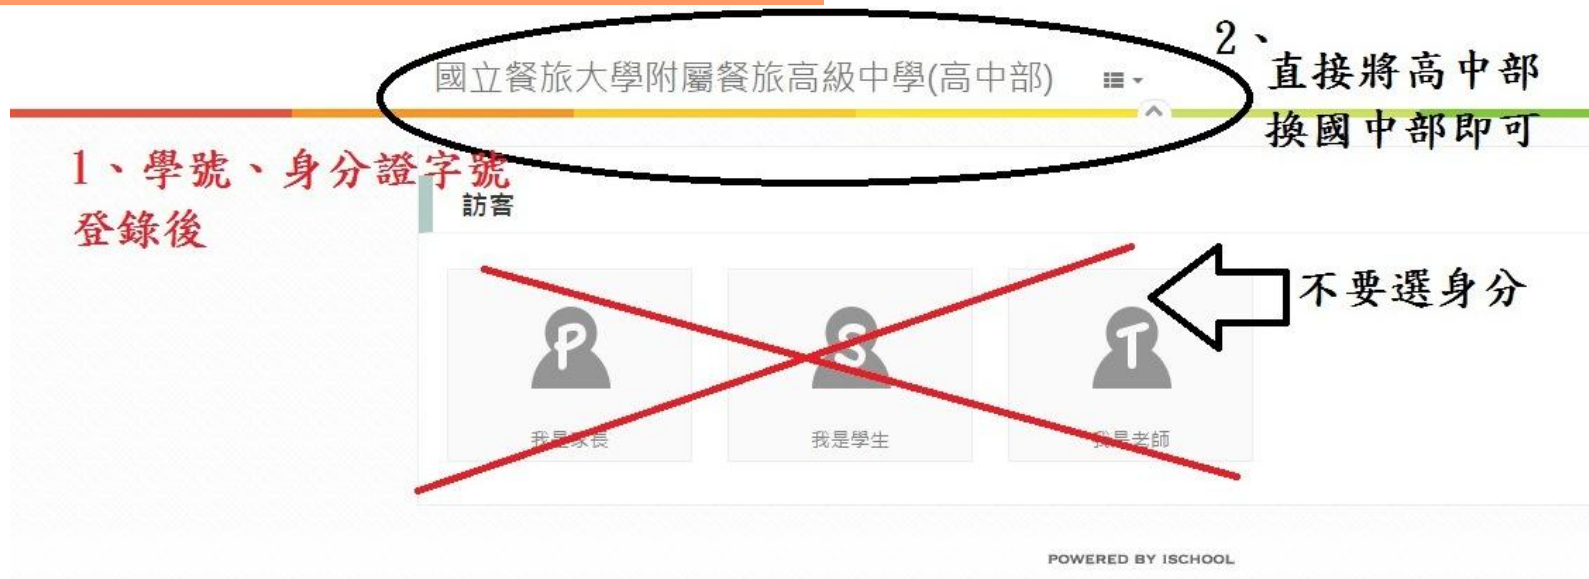 國立餐旅大學附屬餐旅高級中學(高中部)
2、
直接將高中部
換國中部即可
1、學號、身分證字號
登錄後
訪客
不要選身分
P
S
T
我是家長
我是學生
我是老師
POWERED BY ISCHOOL